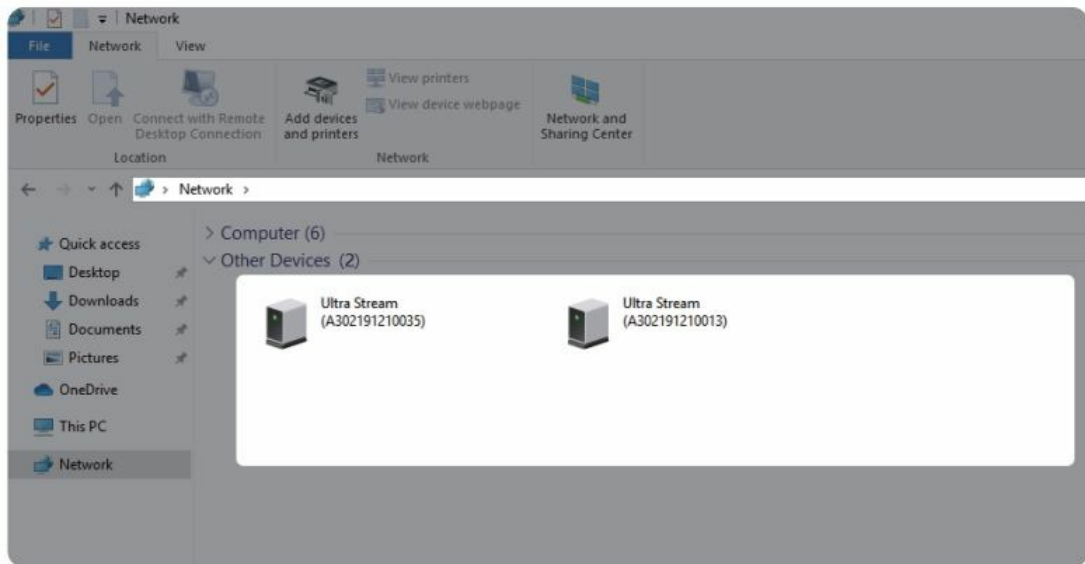 Network
File Network View
Properties Open Connect with Remote Desktop Connection
Location
Add devices and printers
View printers
View device webpage
Network
Network and Sharing Center
Network
Quick access
Desktop
Downloads
Documents
Pictures
OneDrive
This PC
Network
Computer (6)
Other Devices (2)
Ultra Stream
(A302191210035)
Ultra Stream
(A302191210013)